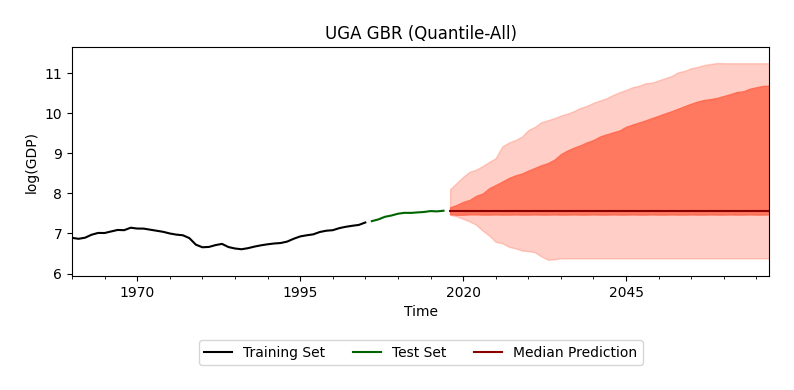 UGA GBR (Quantile-All)
11
10
9
8
7
6
log(GDP)
1970
1995
2020
2045
Time
Training Set
Test Set
Median Prediction